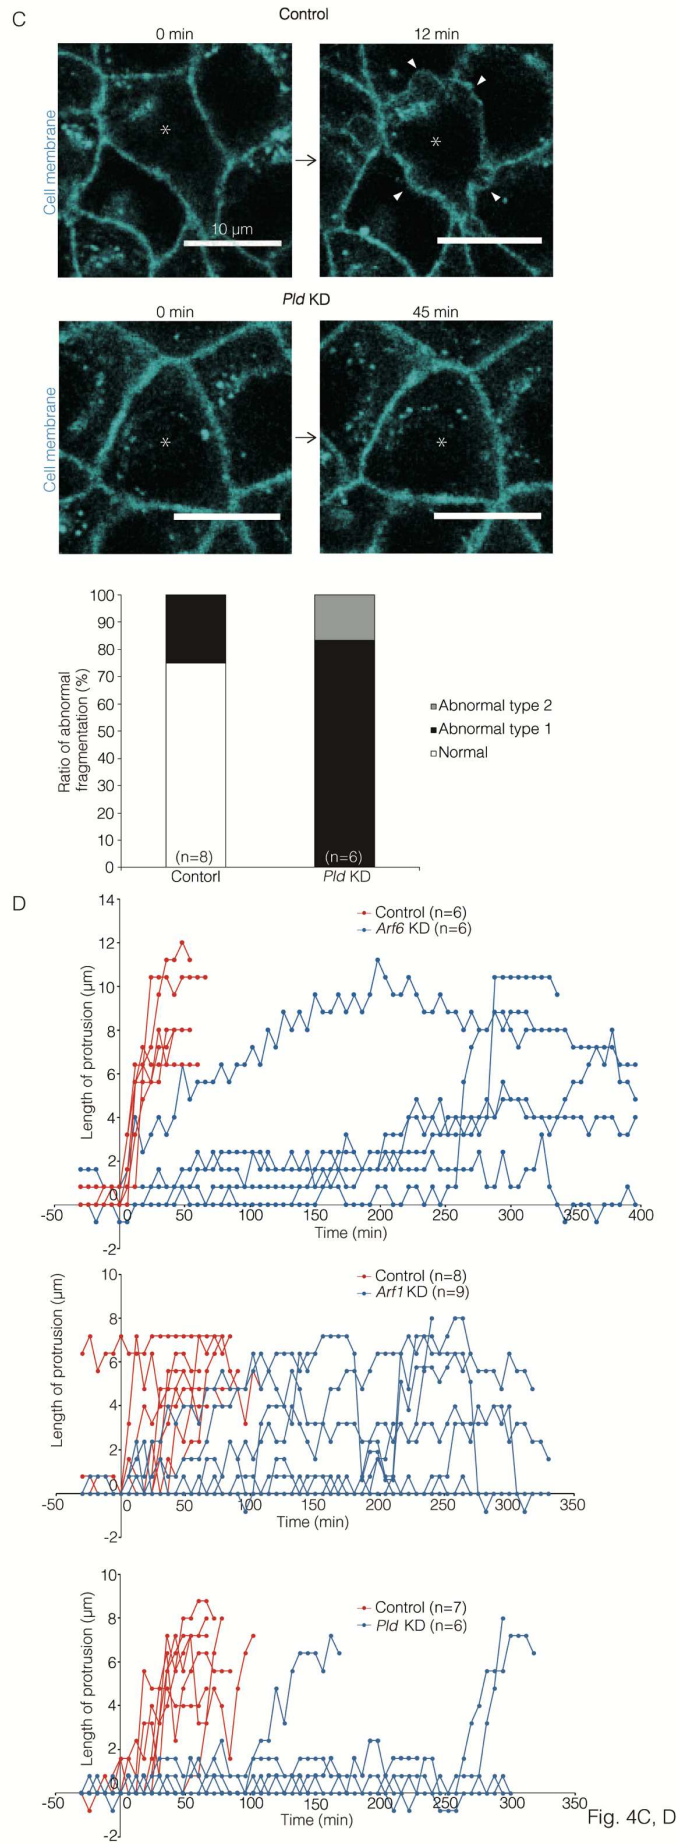 C
Control
0 min
12 min
Cell membrane
*
*
10 µm
Pld KD
0 min
45 min
Cell membrane
*
*
100
90
80
70
60
50
40
30
20
10
0
Ratio of abnormal
fragmentation (%)
(n=8)
(n=6)
Contorl
Pld KD
Abnormal type 2
Abnormal type 1
Normal
D
14
12
10
8
6
4
2
0
-2
Length of protrusion (µm)
Control (n=6)
Arf6 KD (n=6)
-50 0 50 100 150 200 250 300 350 400
Time (min)
10
8
6
4
2
0
-2
Length of protrusion (µm)
Control (n=8)
Arf1 KD (n=9)
-50 0 50 100 150 200 250 300 350
Time (min)
10
8
6
4
2
0
-2
Length of protrusion (µm)
Control (n=7)
Pld KD (n=6)
-50 0 50 100 150 200 250 300 350
Time (min)
Fig. 4C, D